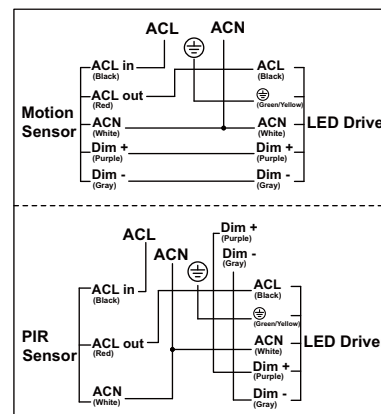 ACL ACN
ACL in ACL
(Black) (Black)
ACL out
(Red) (Green/Yellow)
Motion Sensor ACN ACN LED Drive
(White) (White)
Dim + Dim +
(Purple) (Purple)
Dim - Dim -
(Gray) (Gray)
Dim +
(Purple)
ACL
Dim -
ACN
(Gray)
ACL in ACL
(Black) (Black)
(Green/Yellow)
PIR Sensor ACL out ACN LED Drive
(Red) (White)
Dim +
(Purple)
ACN Dim -
(White) (Gray)